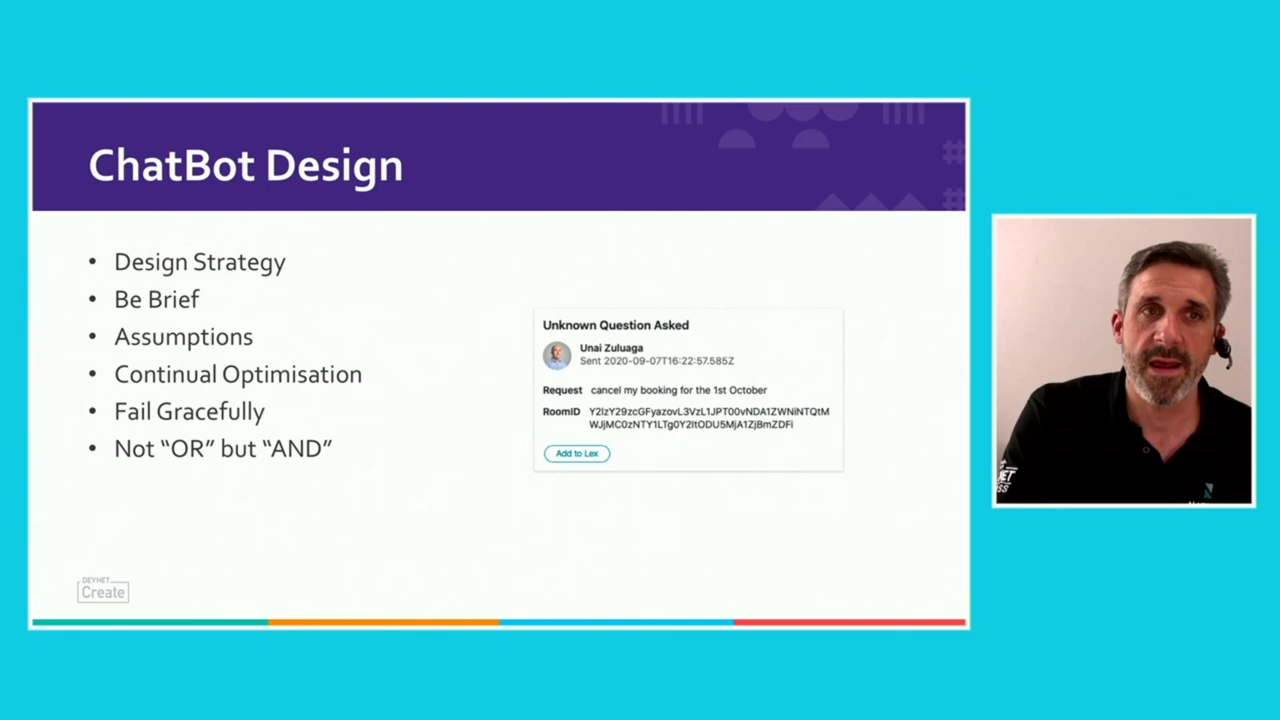 ChatBot Design
• Design Strategy
• Be Brief
• Assumptions
• Continual Optimisation
• Fail Gracefully
• Not “OR” but “AND”
Unknown Question Asked
Unai Zuluaga
Sent 2020-09-07T16:22:57.585Z
Request cancel my booking for the 1st October
RoomID Y2lzY29zcGFyazovL3VzL1JPT00vNDA1ZWNiNTQtM
WJjMC0zNTY1LTg0Y2ItODU5MjA1ZjBmZDFi
Add to Lex
DEVNET
Create